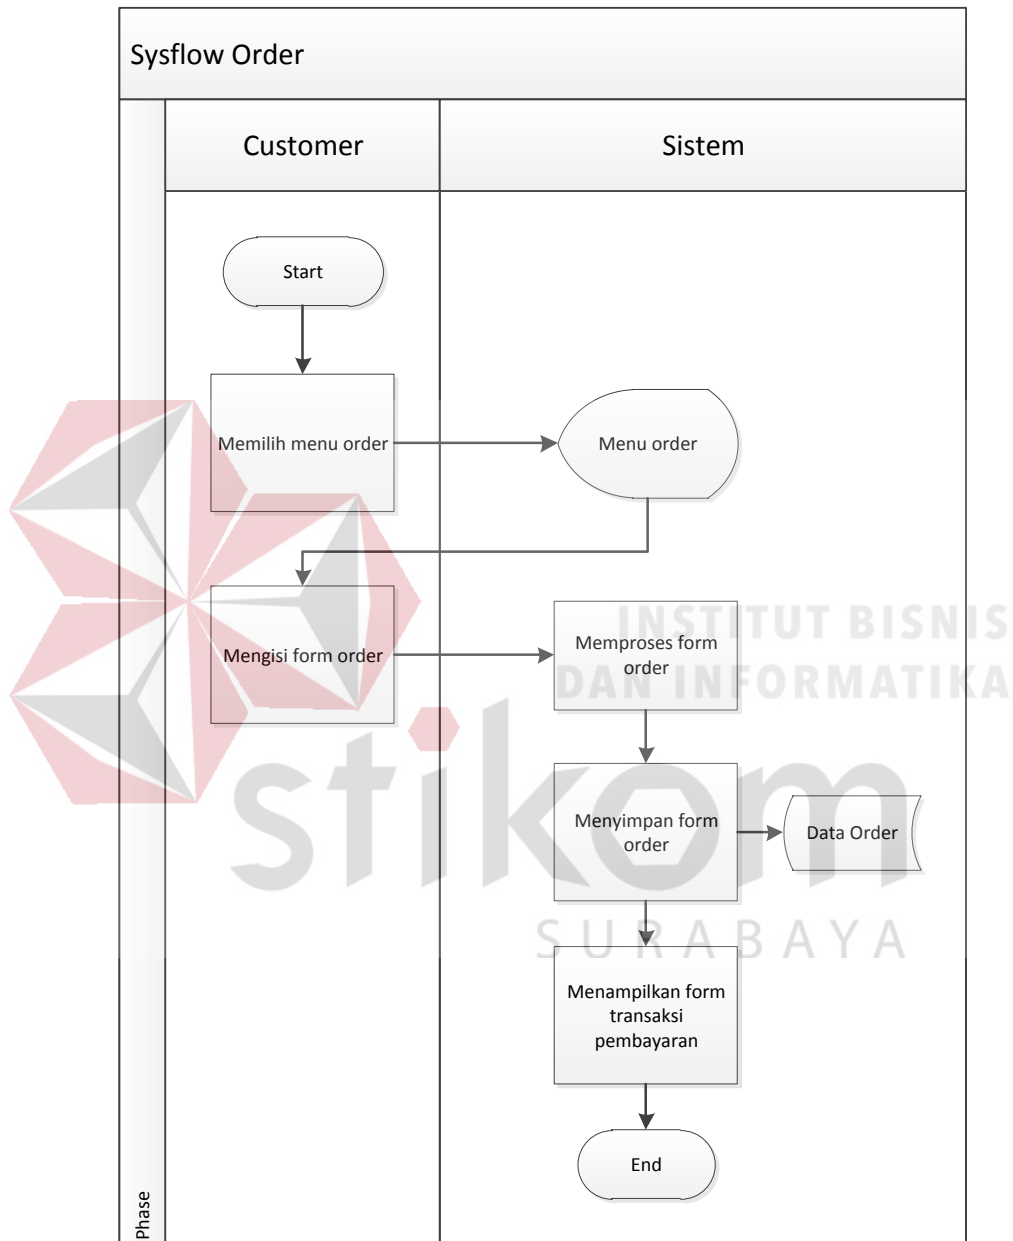 Sysflow Order
Customer
Sistem
Start
Memilih menu order
Menu order
Mengisi form order
Memproses form
order
INSTITUT BISNIS
DAN INFORMATIKA
stikom
SURABAYA
Menyimpan form
order
Data Order
Menampilkan form
transaksi
pembayaran
End
Phase